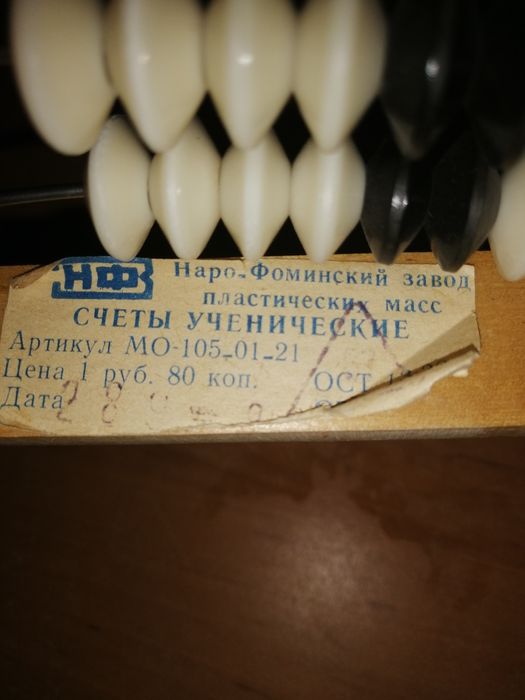 НФЗ
Наро-Фоминский завод
пластических масс
СЧЕТЫ УЧЕНИЧЕСКИЕ
Артикул МО-105-01-21
Цена 1 руб. 80 коп. ОСТ
Дата 28